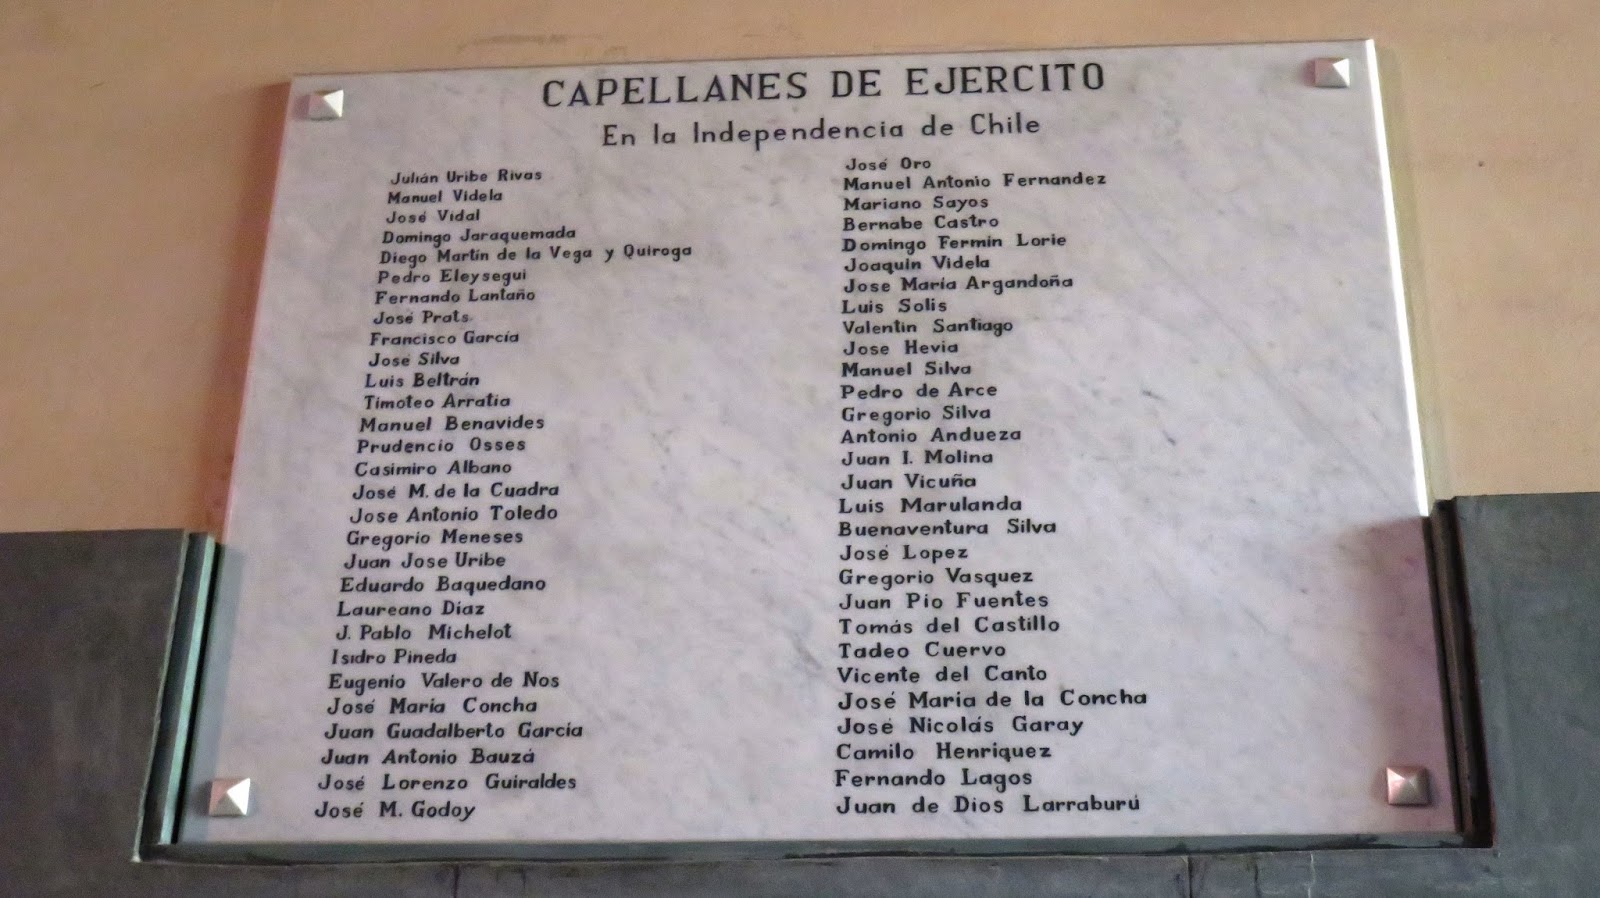 CAPELLANES DE EJERCITO
En la Independencia de Chile
Julián Uribe Rivas
Manuel Videla
José Vidal
Domingo Jaraquemada
Diego Martín de la Vega y Quiroga
Pedro Eleysegui
Fernando Lantaño
José Prats
Francisco García
José Silva
Luis Beltrán
Timoteo Arratia
Manuel Benavides
Prudencio Osses
Casimiro Albano
José M. de la Cuadra
Jose Antonio Toledo
Gregorio Meneses
Juan Jose Uribe
Eduardo Baquedano
Laureano Díaz
J. Pablo Michelot
Isidro Pineda
Eugenio Valero de Nos
José María Concha
Juan Guadalberto García
Juan Antonio Bauzá
José Lorenzo Guiraldes
José M. Godoy
José Oro
Manuel Antonio Fernandez
Mariano Sayos
Bernabe Castro
Domingo Fermin Lorie
Joaquin Videla
Jose María Argandoña
Luis Solis
Valentin Santiago
Jose Hevia
Manuel Silva
Pedro de Arce
Gregorio Silva
Antonio Andueza
Juan I. Molina
Juan Vicuña
Luis Marulanda
Buenaventura Silva
José Lopez
Gregorio Vasquez
Juan Pio Fuentes
Tomás del Castillo
Tadeo Cuervo
Vicente del Canto
José Maria de la Concha
José Nicolás Garay
Camilo Henriquez
Fernando Lagos
Juan de Dios Larraburú